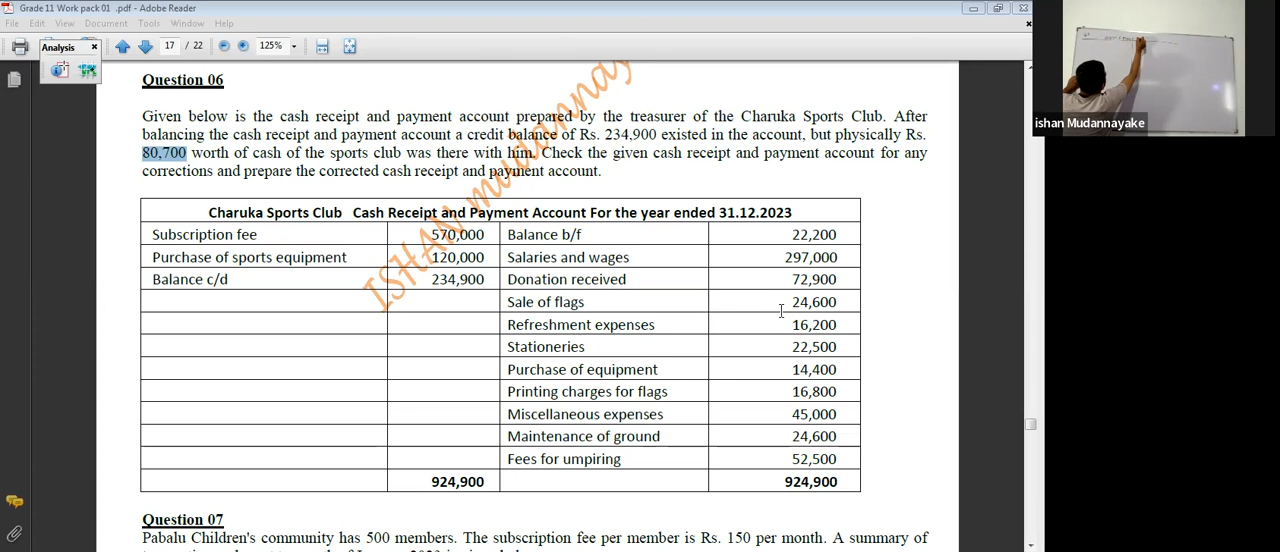 Grade 11 Work pack 01 .pdf - Adobe Reader
File Edit View Document Tools Window Help
Analysis
17 / 22 125%
Question 06
Given below is the cash receipt and payment account prepared by the treasurer of the Charuka Sports Club. After
balancing the cash receipt and payment account a credit balance of Rs. 234,900 existed in the account, but physically Rs.
80,700 worth of cash of the sports club was there with him. Check the given cash receipt and payment account for any
corrections and prepare the corrected cash receipt and payment account.
ISHAN mudannay
Charuka Sports Club Cash Receipt and Payment Account For the year ended 31.12.2023
Subscription fee 570,000 Balance b/f 22,200
Purchase of sports equipment 120,000 Salaries and wages 297,000
Balance c/d 234,900 Donation received 72,900
Sale of flags 24,600
Refreshment expenses 16,200
Stationeries 22,500
Purchase of equipment 14,400
Printing charges for flags 16,800
Miscellaneous expenses 45,000
Maintenance of ground 24,600
Fees for umpiring 52,500
924,900 924,900
Question 07
Pabalu Children's community has 500 members. The subscription fee per member is Rs. 150 per month. A summary of
ishan Mudannayake